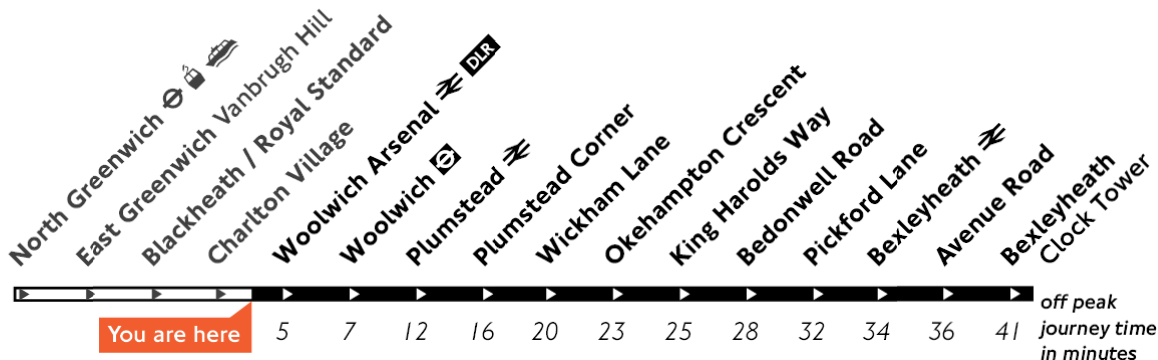 North Greenwich
East Greenwich Vanbrugh Hill
Blackheath / Royal Standard
Charlton Village
Woolwich Arsenal DLR
Woolwich
Plumstead
Plumstead Corner
Wickham Lane
Okehampton Crescent
King Harolds Way
Bedonwell Road
Pickford Lane
Bexleyheath
Avenue Road
Bexleyheath
Clock Tower
You are here
5 7 12 16 20 23 25 28 32 34 36 41
off peak
journey time
in minutes